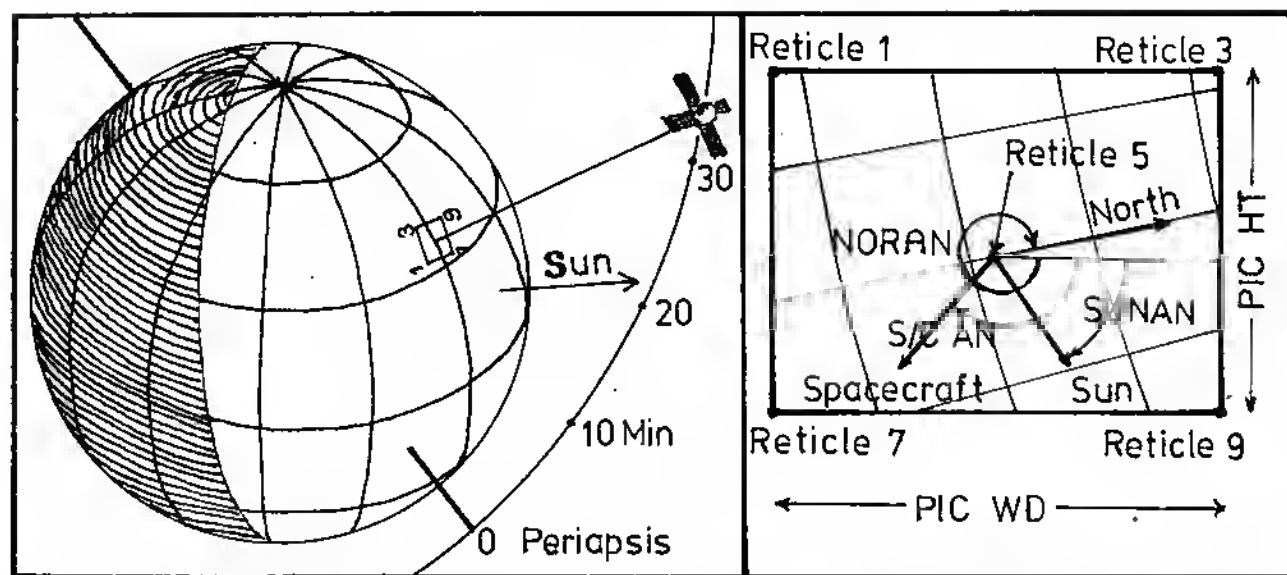 1
3
7
9
Sun
30
20
10 Min
0 Periapsis
Reticle 1
Reticle 3
Reticle 5
North
NORAN
S/C AN
SUNAN
Spacecraft
Sun
Reticle 7
Reticle 9
PIC HT
PIC WD